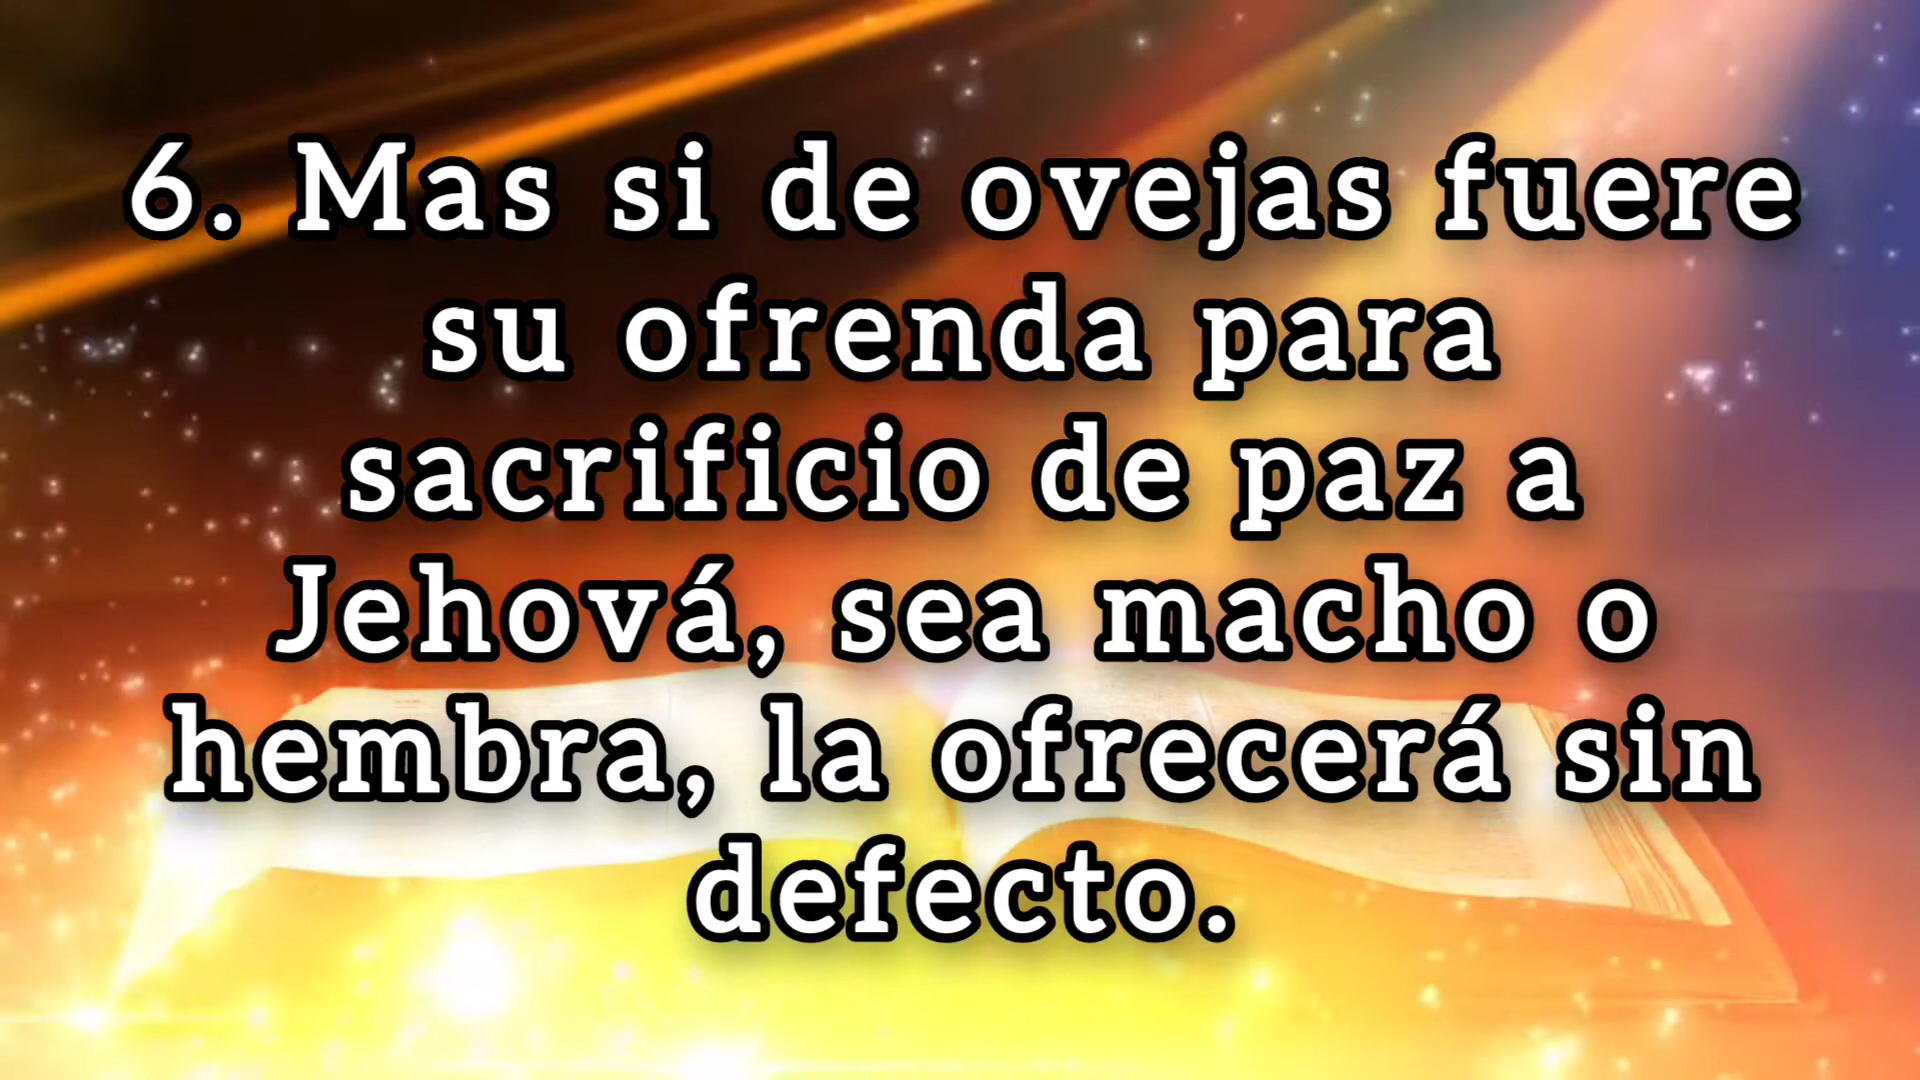 6. Mas si de ovejas fuere
su ofrenda para
sacrificio de paz a
Jehová, sea macho o
hembra, la ofrecerá sin
defecto.